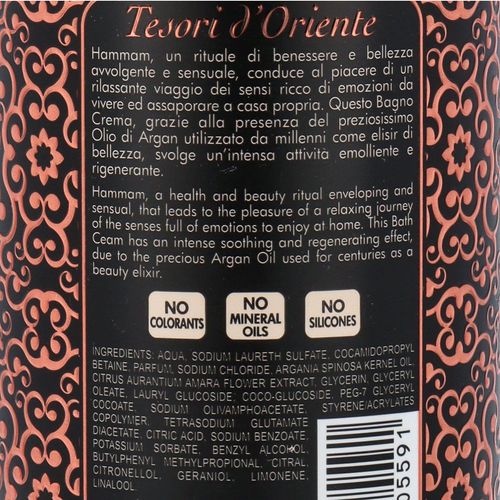 Tesori d'Oriente
Hammam, un rituale di benessere e bellezza
avvolgente e sensuale, conduce al piacere di un
rilassante viaggio dei sensi ricco di emozioni da
vivere ed assaporare a casa propria. Questo Bagno
Crema, grazie alla presenza del preziosissimo
Olio di Argan utilizzato da millenni come elisir di
bellezza, svolge un'intensa attività emolliente e
rigenerante.
Hammam, a health and beauty ritual enveloping and
sensual, that leads to the pleasure of a relaxing journey
of the senses full of emotions to enjoy at home. This Bath
Ceam has an intense soothing and regenerating effect,
due to the precious Argan Oil used for centuries as a
beauty elixir.
NO
COLORANTS
NO
MINERAL
OILS
NO
SILICONES
INGREDIENTS: AQUA, SODIUM LAURETH SULFATE, COCAMIDOPROPYL
BETAINE, PARFUM, SODIUM CHLORIDE, ARGANIA SPINOSA KERNEL OIL,
CITRUS AURANTIUM AMARA FLOWER EXTRACT, GLYCERIN, GLYCERYL
OLEATE, LAURYL GLUCOSIDE, COCO-GLUCOSIDE, PEG-7 GLYCERYL
COCOATE, SODIUM OLIVAMPHOACETATE, STYRENE/ACRYLATES
COPOLYMER, TETRASODIUM GLUTAMATE
DIACETATE, CITRIC ACID, SODIUM BENZOATE,
POTASSIUM SORBATE, BENZYL ALCOHOL,
BUTYLPHENYL METHYLPROPIONAL, CITRAL,
CITRONELLOL, GERANIOL, LIMONENE,
LINALOOL
5591